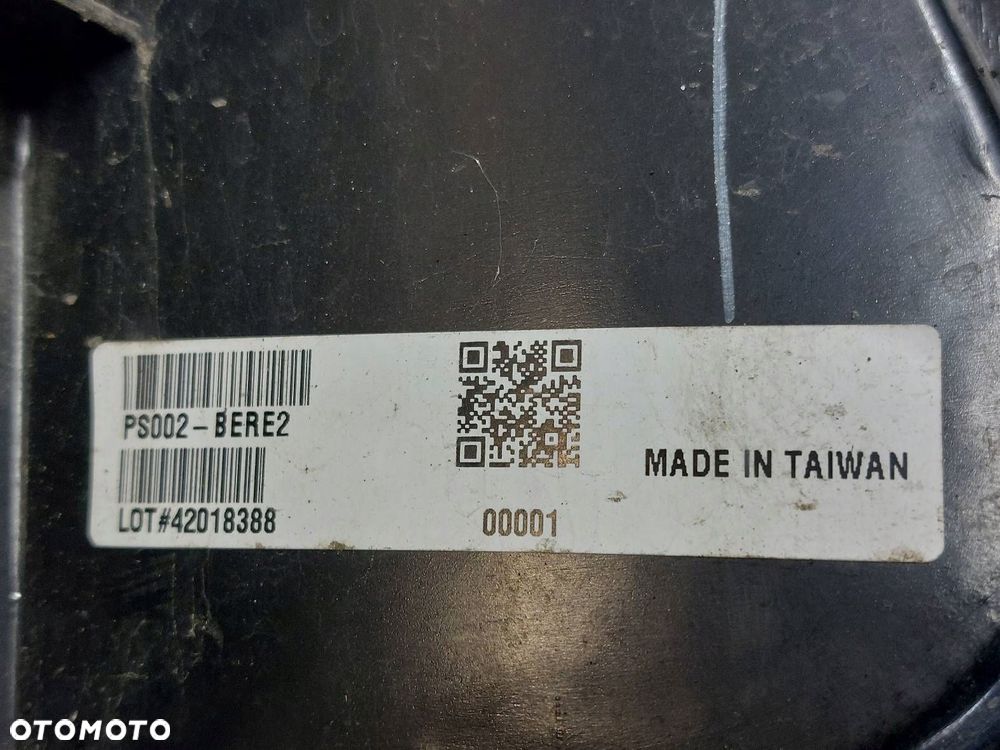 PS002-BERE2
LOT#42018388
00001
MADE IN TAIWAN
OTOMOTO